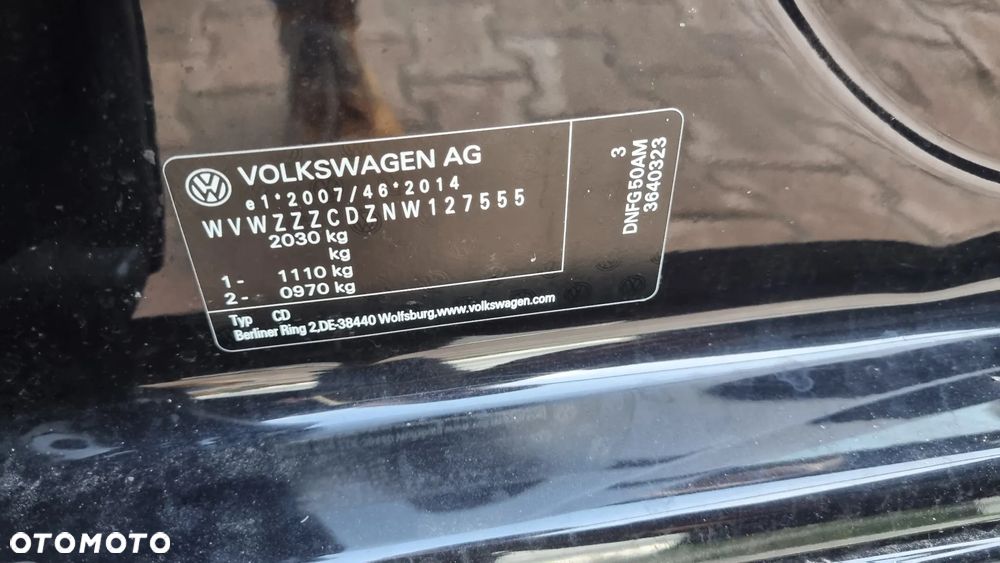 VOLKSWAGEN AG
e1*2007/46*2014
WVWZZZCDZNW127555
2030 kg
kg
1- 1110 kg
2- 0970 kg
Typ CD
Berliner Ring 2,DE-38440 Wolfsburg,www.volkswagen.com
3
DNFG50AM
3640323
OTOMOTO